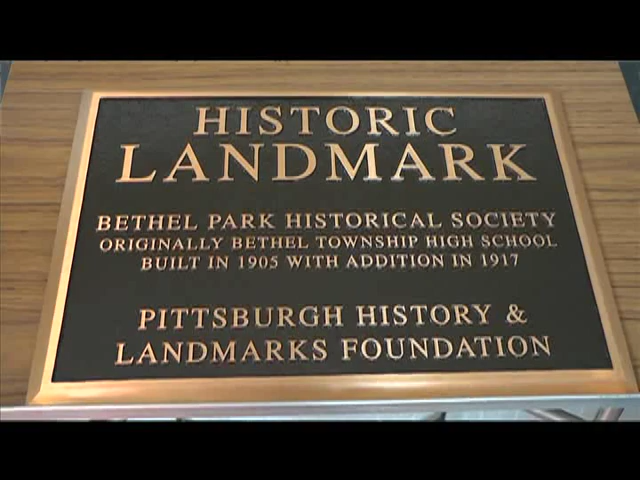 HISTORIC
LANDMARK
BETHEL PARK HISTORICAL SOCIETY
ORIGINALLY BETHEL TOWNSHIP HIGH SCHOOL
BUILT IN 1905 WITH ADDITION IN 1917
PITTSBURGH HISTORY &
LANDMARKS FOUNDATION